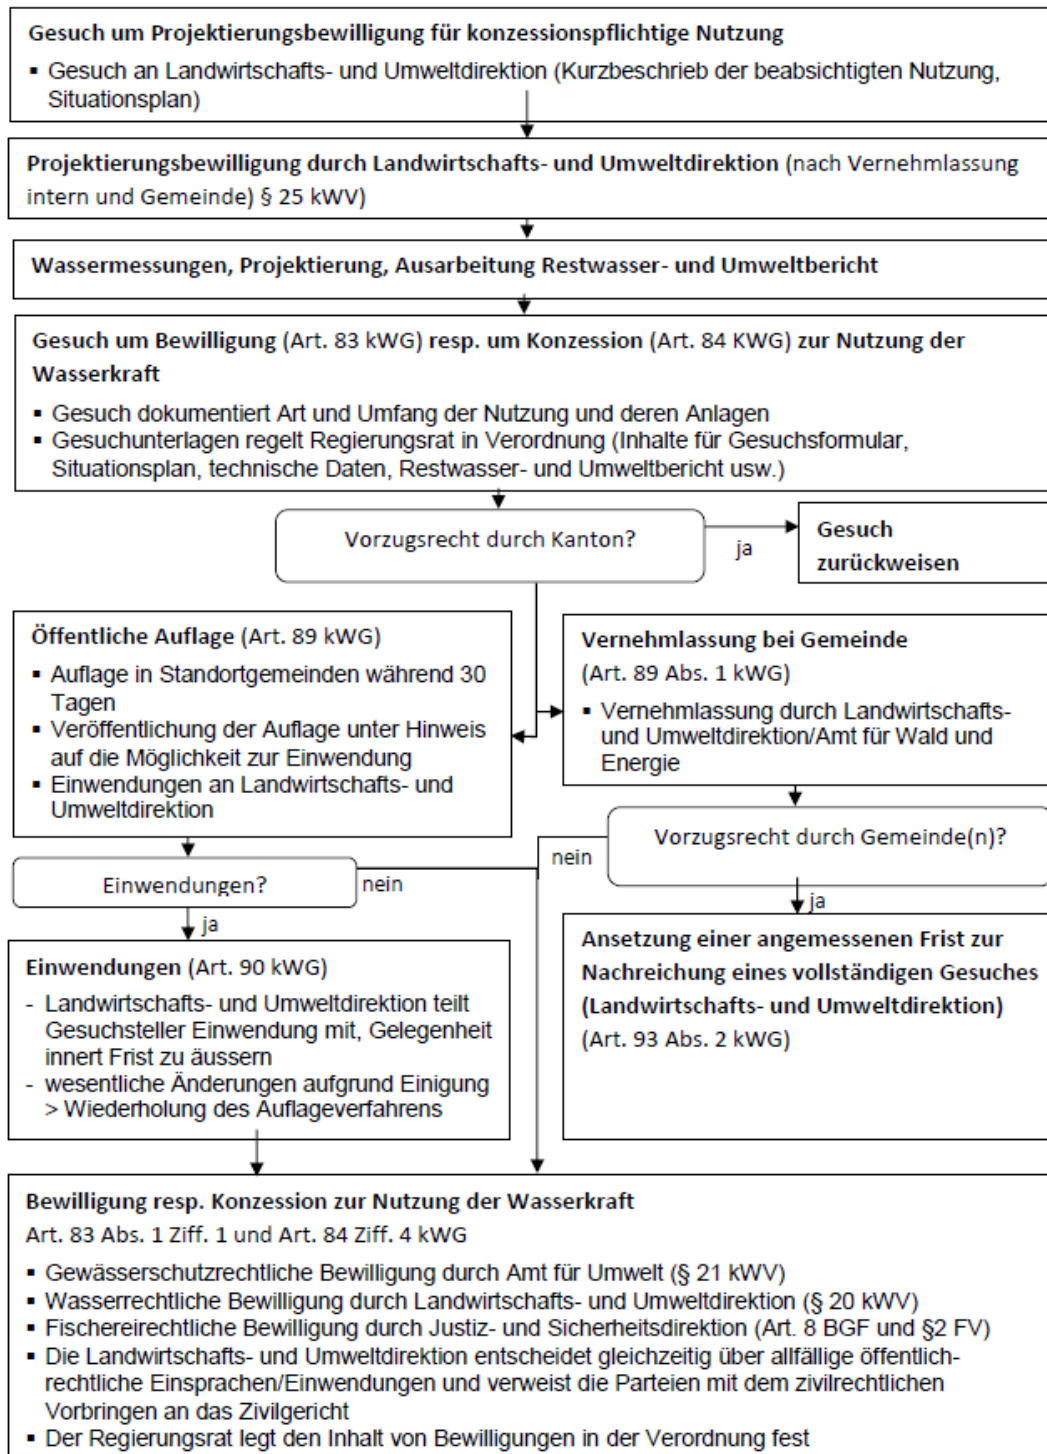 Gesuch um Projektierungsbewilligung für konzessionspflichtige Nutzung
▪ Gesuch an Landwirtschafts- und Umweltdirektion (Kurzbeschrieb der beabsichtigten Nutzung,
Situationsplan)
Projektierungsbewilligung durch Landwirtschafts- und Umweltdirektion (nach Vernehmlassung
intern und Gemeinde) § 25 kWV)
Wassermessungen, Projektierung, Ausarbeitung Restwasser- und Umweltbericht
Gesuch um Bewilligung (Art. 83 kWG) resp. um Konzession (Art. 84 KWG) zur Nutzung der
Wasserkraft
▪ Gesuch dokumentiert Art und Umfang der Nutzung und deren Anlagen
▪ Gesuchunterlagen regelt Regierungsrat in Verordnung (Inhalte für Gesuchsformular,
Situationsplan, technische Daten, Restwasser- und Umweltbericht usw.)
Vorzugsrecht durch Kanton?
ja
Gesuch
zurückweisen
Öffentliche Auflage (Art. 89 kWG)
▪ Auflage in Standortgemeinden während 30
Tagen
▪ Veröffentlichung der Auflage unter Hinweis
auf die Möglichkeit zur Einwendung
▪ Einwendungen an Landwirtschafts- und
Umweltdirektion
Vernehmlassung bei Gemeinde
(Art. 89 Abs. 1 kWG)
▪ Vernehmlassung durch Landwirtschafts-
und Umweltdirektion/Amt für Wald und
Energie
Vorzugsrecht durch Gemeinde(n)?
nein
Einwendungen?
nein
ja
ja
Einwendungen (Art. 90 kWG)
- Landwirtschafts- und Umweltdirektion teilt
Gesuchsteller Einwendung mit, Gelegenheit
innert Frist zu äussern
- wesentliche Änderungen aufgrund Einigung
> Wiederholung des Auflageverfahrens
Ansetzung einer angemessenen Frist zur
Nachreichung eines vollständigen Gesuches
(Landwirtschafts- und Umweltdirektion)
(Art. 93 Abs. 2 kWG)
Bewilligung resp. Konzession zur Nutzung der Wasserkraft
Art. 83 Abs. 1 Ziff. 1 und Art. 84 Ziff. 4 kWG
▪ Gewässerschutzrechtliche Bewilligung durch Amt für Umwelt (§ 21 kWV)
▪ Wasserrechtliche Bewilligung durch Landwirtschafts- und Umweltdirektion (§ 20 kWV)
▪ Fischereirechtliche Bewilligung durch Justiz- und Sicherheitsdirektion (Art. 8 BGF und §2 FV)
▪ Die Landwirtschafts- und Umweltdirektion entscheidet gleichzeitig über allfällige öffentlich-
rechtliche Einsprachen/Einwendungen und verweist die Parteien mit dem zivilrechtlichen
Vorbringen an das Zivilgericht
▪ Der Regierungsrat legt den Inhalt von Bewilligungen in der Verordnung fest